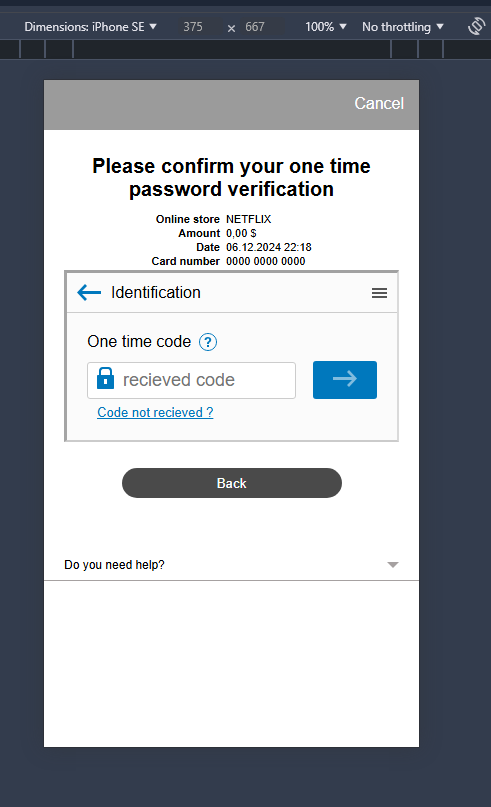 Dimensions: iPhone SE ▼ 375 × 667 100% ▼ No throttling ▼
Cancel
Please confirm your one time
password verification
Online store NETFLIX
Amount 0,00 $
Date 06.12.2024 22:18
Card number 0000 0000 0000
Identification
One time code ?
recieved code
Code not recieved ?
Back
Do you need help?